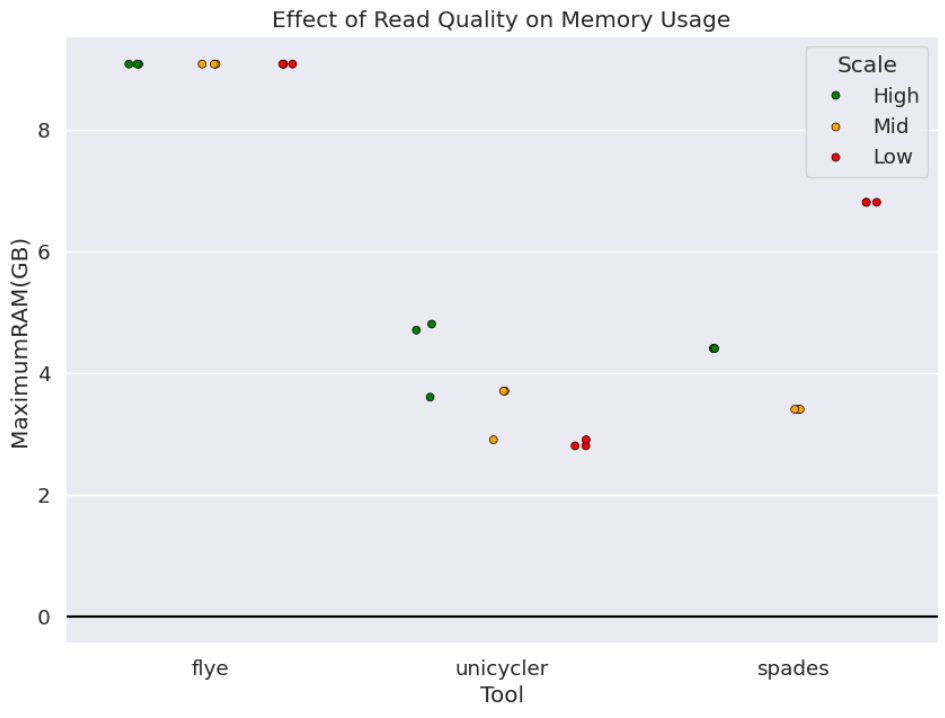 Effect of Read Quality on Memory Usage
Scale
High
Mid
Low
MaximumRAM(GB)
8
6
4
2
0
flye
unicycler
spades
Tool